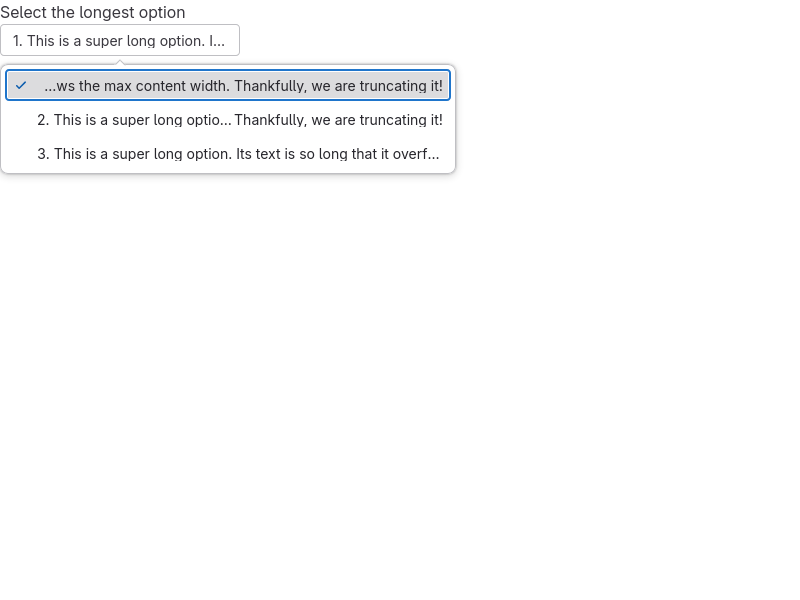 Select the longest option
1. This is a super long option. I...
...ws the max content width. Thankfully, we are truncating it!
2. This is a super long optio... Thankfully, we are truncating it!
3. This is a super long option. Its text is so long that it overf...